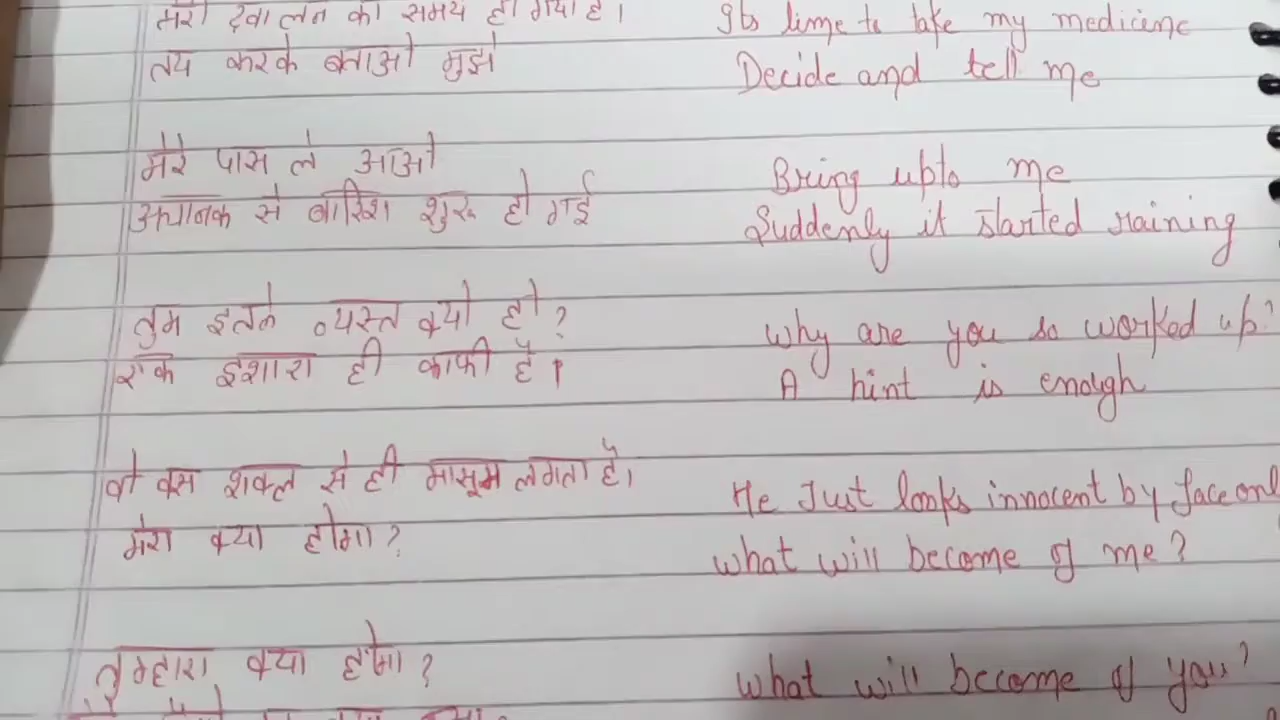 मेरी दवा लेने का समय हो गया है। Its time to take my medicine
तय करके बताओ मुझे Decide and tell me
मेरे पास ले आओ Bring upto me
अचानक से बारिश शुरू हो गई Suddenly it started raining
तुम इतने व्यस्त क्यो हो? Why are you so worked up?
एक इशारा ही काफी है। A hint is enough
वो बस शक्ल से ही मासूम लगता है। He Just looks innocent by face onl
मेरा क्या होगा? what will become of me?
तुम्हारा क्या होगा? what will become of you?